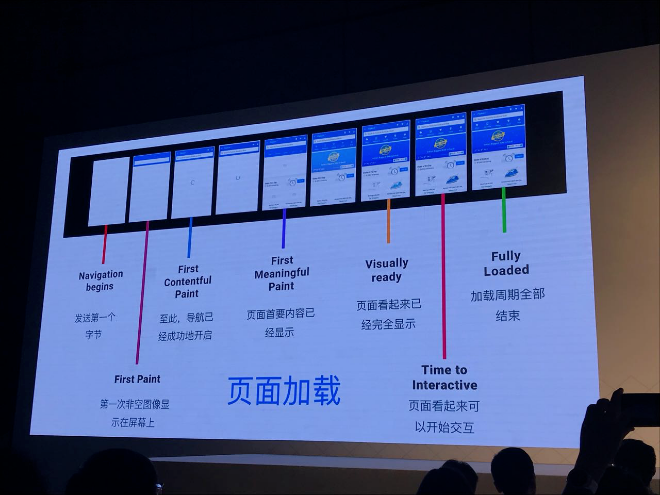 Navigation
begins
发送第一个
字节
First Paint
第一次非空图像显
示在屏幕上
First
Contentful
Paint
至此，导航已
经成功地开启
First
Meaningful
Paint
页面首要内容已
经显示
Visually
ready
页面看起来已
经完全显示
Time to
Interactive
页面看起来可
以开始交互
Fully
Loaded
加载周期全部
结束
页面加载